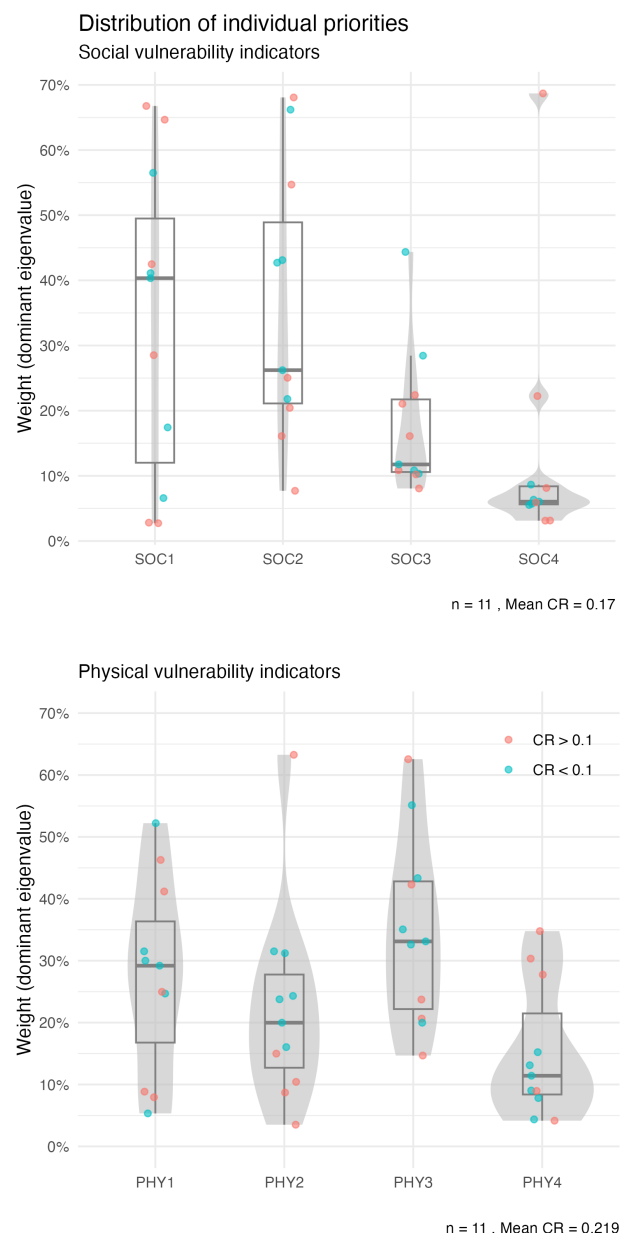 Distribution of individual priorities
Social vulnerability indicators
Weight (dominant eigenvalue)
70%
60%
50%
40%
30%
20%
10%
0%
SOC1 SOC2 SOC3 SOC4
n = 11 , Mean CR = 0.17
Physical vulnerability indicators
Weight (dominant eigenvalue)
70%
60%
50%
40%
30%
20%
10%
0%
CR > 0.1
CR < 0.1
PHY1 PHY2 PHY3 PHY4
n = 11 , Mean CR = 0.219